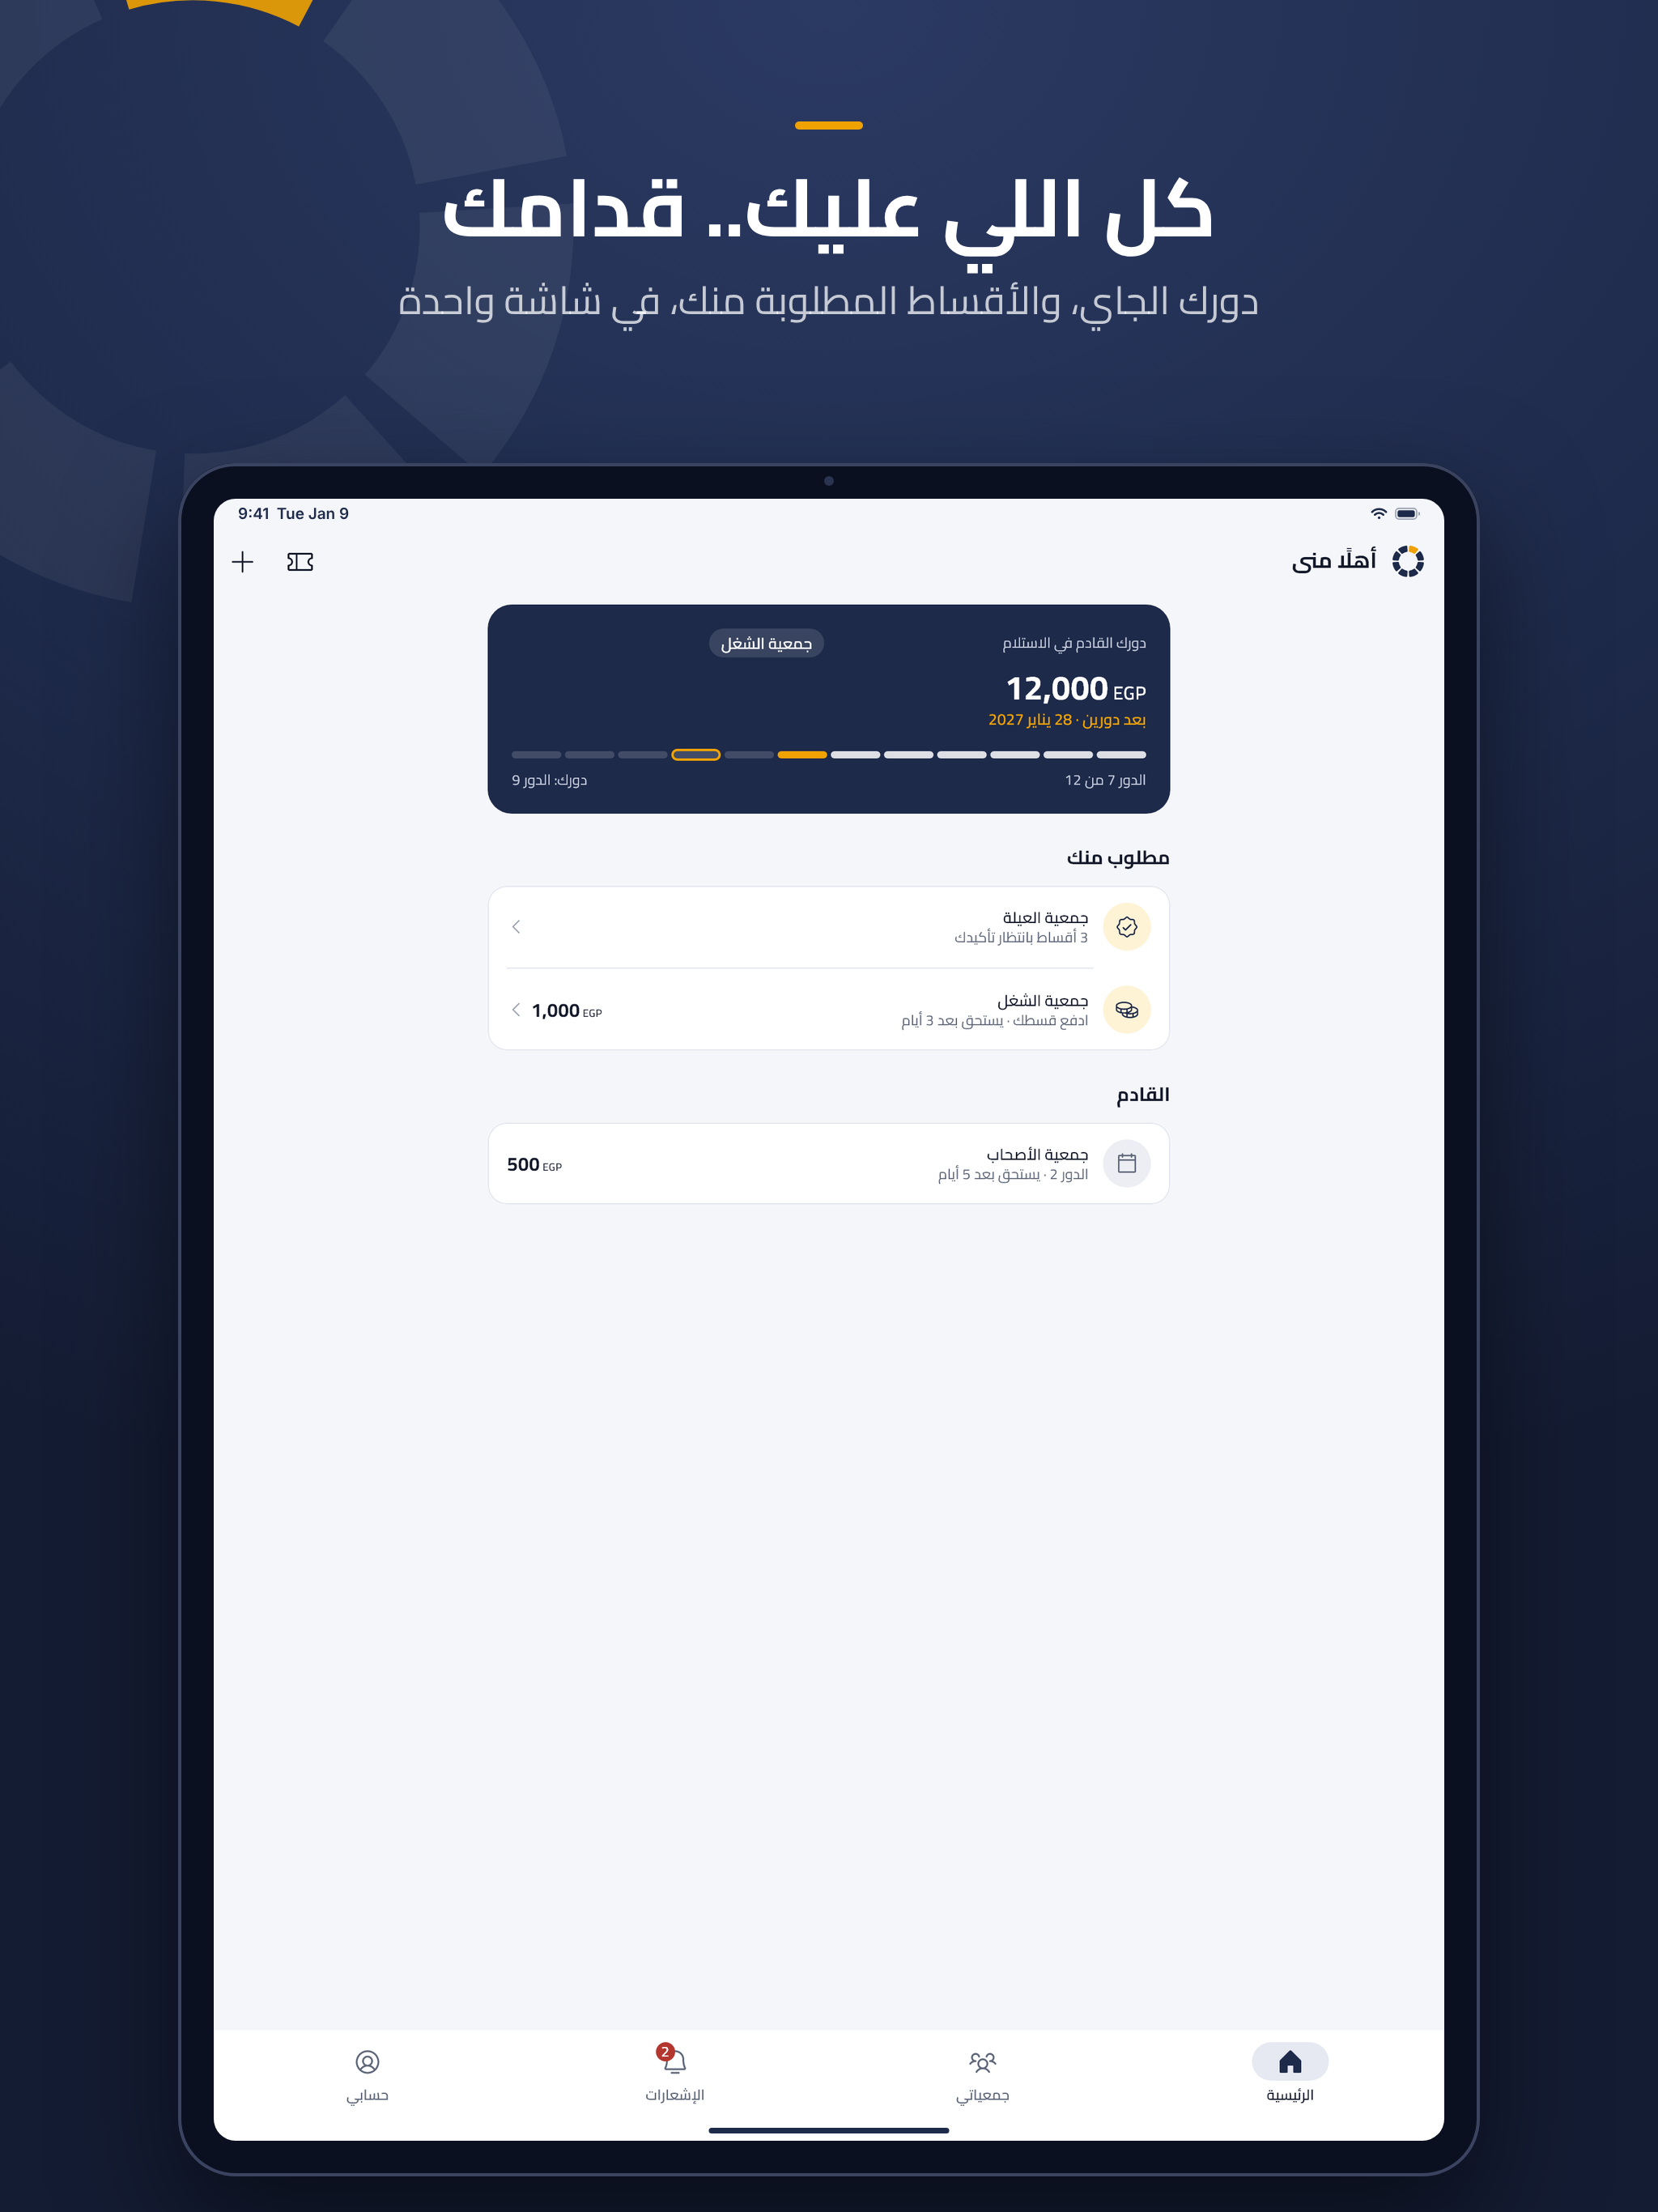 كل اللي عليك.. قدامك
دورك الجاي، والأقساط المطلوبة منك، في شاشة واحدة
9:41 Tue Jan 9
أهلًا منى
دورك القادم في الاستلام
جمعية الشغل
12,000 EGP
بعد دورين · 28 يناير 2027
الدور 7 من 12
دورك: الدور 9
مطلوب منك
جمعية العيلة
3 أقساط بانتظار تأكيدك
جمعية الشغل
ادفع قسطك · يستحق بعد 3 أيام
1,000 EGP
القادم
جمعية الأصحاب
الدور 2 · يستحق بعد 5 أيام
500 EGP
الرئيسية
جمعياتي
2
الإشعارات
حسابي